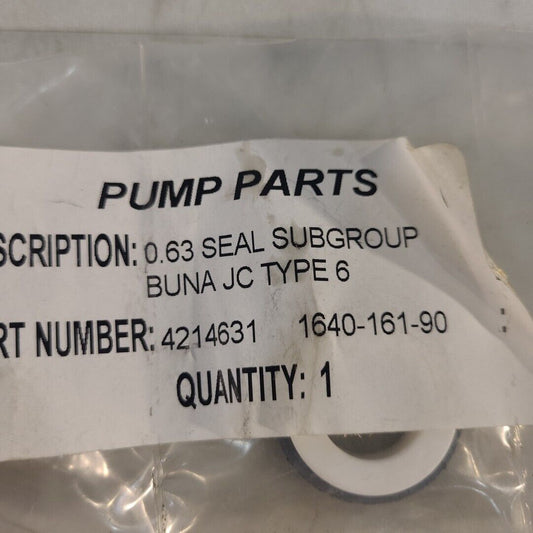 PUMP PARTS
SCRIPTION: 0.63 SEAL SUBGROUP
BUNA JC TYPE 6
RT NUMBER: 4214631 1640-161-90 :
QUANTITY: 1